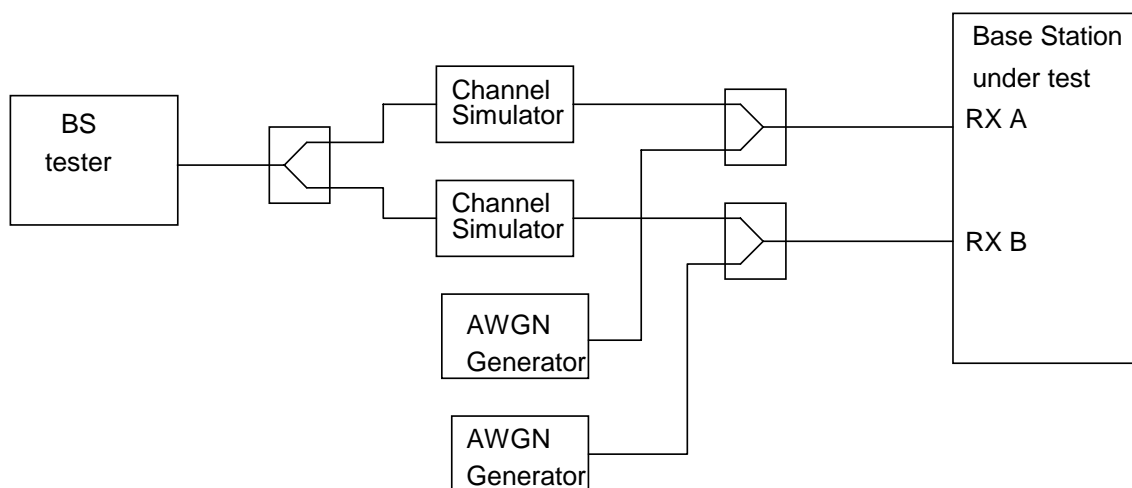 BS
tester
Channel
Simulator
Channel
Simulator
AWGN
Generator
AWGN
Generator
Base Station
under test
RX A
RX B